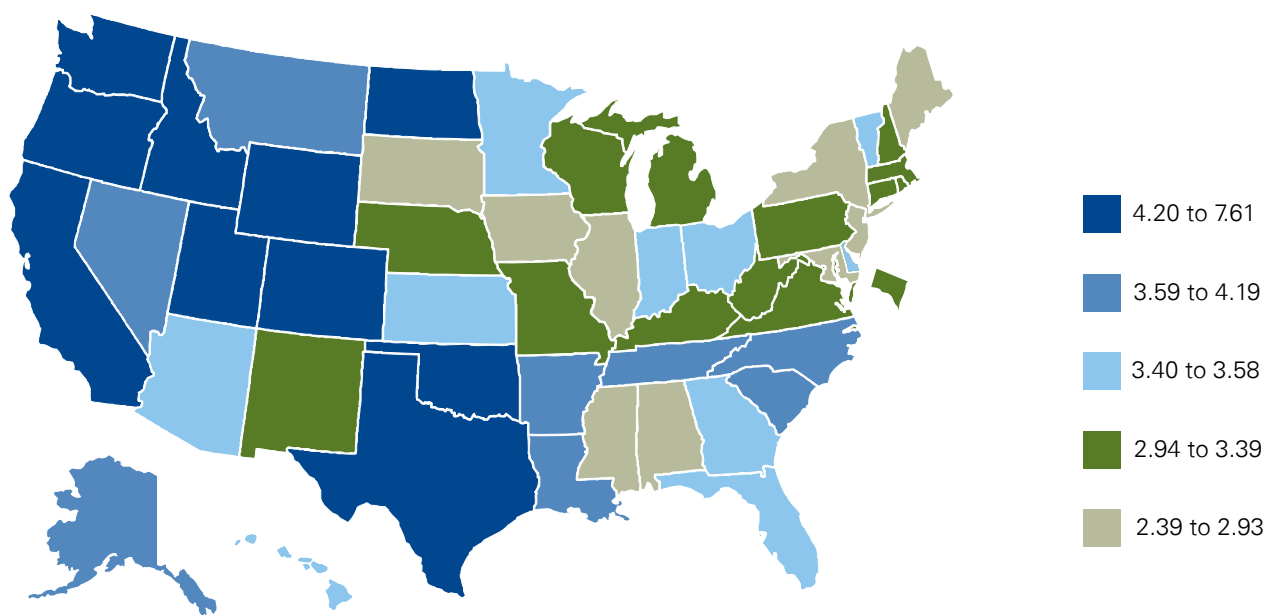 4.20 to 7.61
3.59 to 4.19
3.40 to 3.58
2.94 to 3.39
2.39 to 2.93